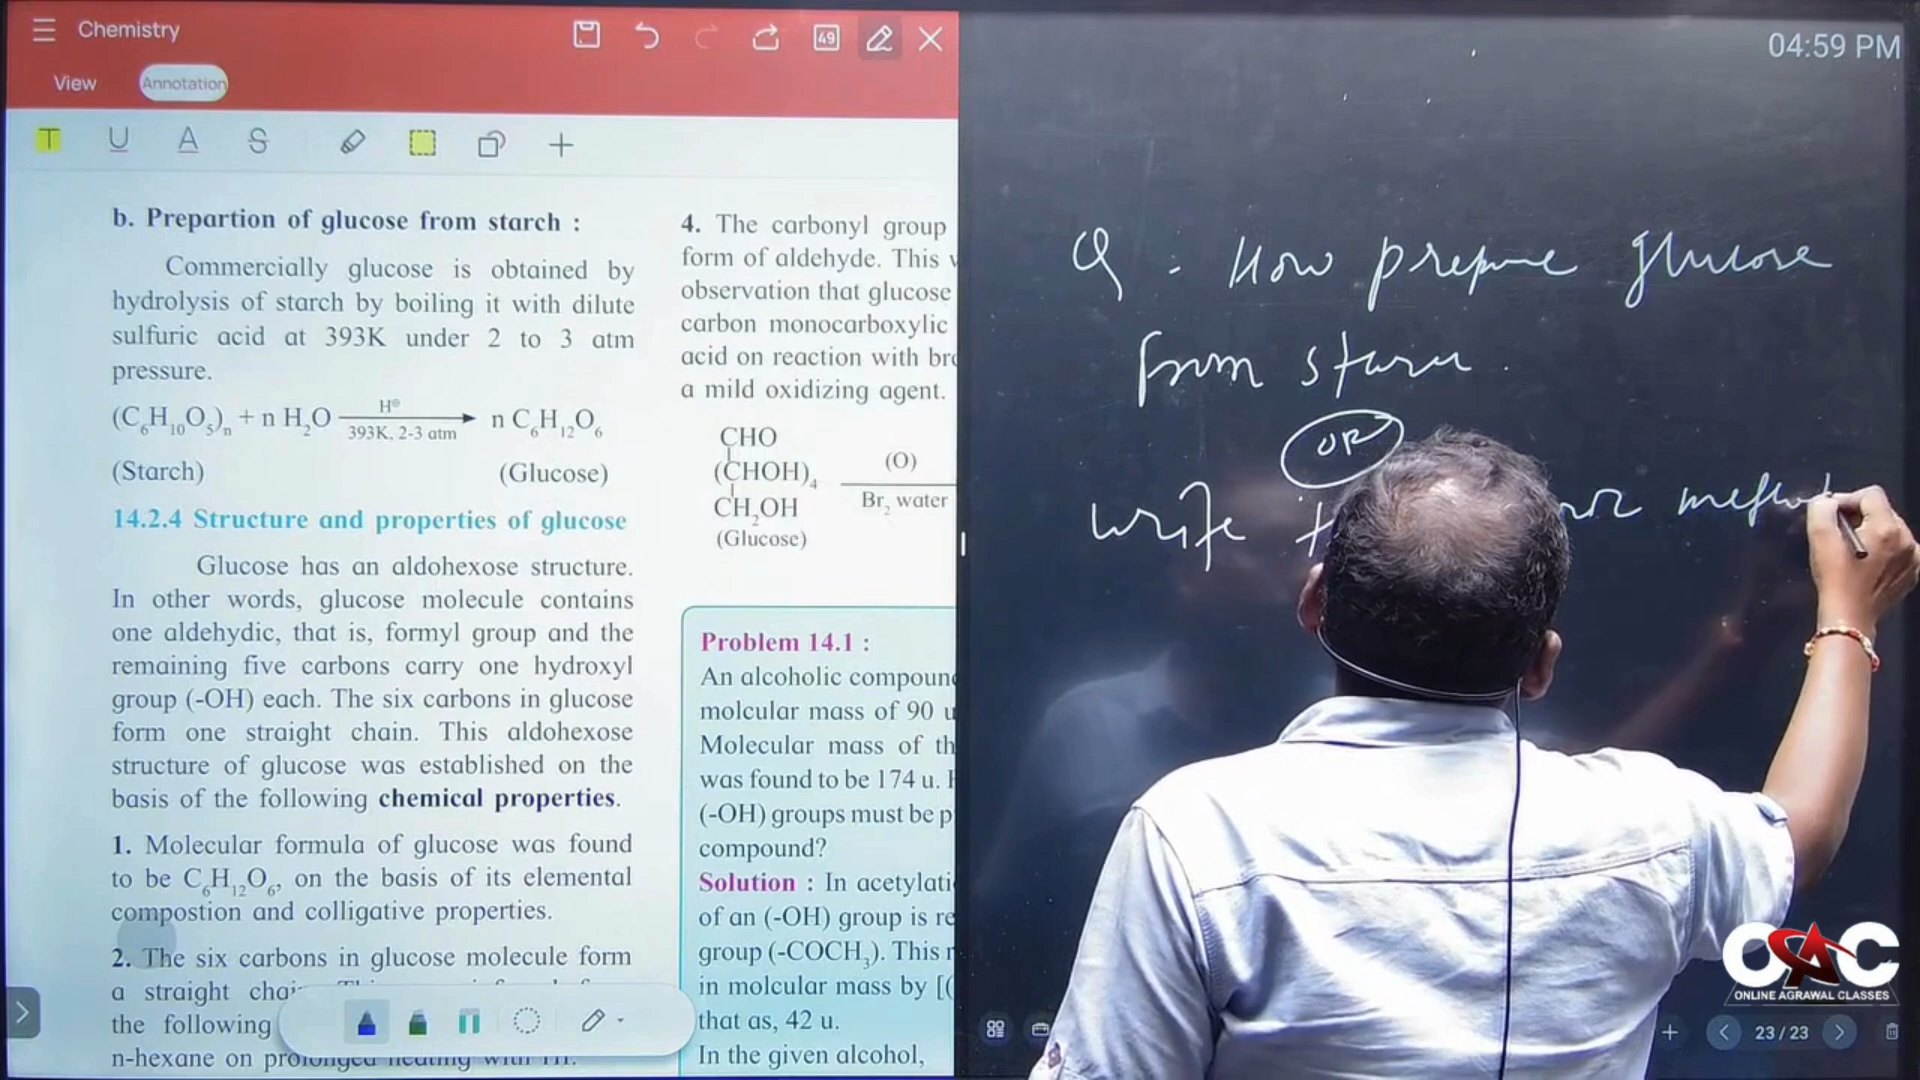 Chemistry
49
View
Annotation
T U A S
b. Prepartion of glucose from starch :
Commercially glucose is obtained by
hydrolysis of starch by boiling it with dilute
sulfuric acid at 393K under 2 to 3 atm
pressure.
(C₆H₁₀O₅)ₙ + n H₂O H⊕ 393K, 2-3 atm n C₆H₁₂O₆
(Starch) (Glucose)
14.2.4 Structure and properties of glucose
Glucose has an aldohexose structure.
In other words, glucose molecule contains
one aldehydic, that is, formyl group and the
remaining five carbons carry one hydroxyl
group (-OH) each. The six carbons in glucose
form one straight chain. This aldohexose
structure of glucose was established on the
basis of the following chemical properties.
1. Molecular formula of glucose was found
to be C₆H₁₂O₆, on the basis of its elemental
compostion and colligative properties.
2. The six carbons in glucose molecule form
a straight
the following
n-hexane on prolonged heating with HI.
4. The carbonyl group
form of aldehyde. This
observation that glucose
carbon monocarboxylic
acid on reaction with
a mild oxidizing agent.
CHO
(CHOH)₄ (O)
CH₂OH Br₂ water
(Glucose)
Problem 14.1 :
An alcoholic
molcular mass of 90 u
Molecular mass of
was found to be 174 u.
(-OH) groups must be
compound?
Solution : In
of an (-OH) group is
group (-COCH₃). This
in molcular mass by [(
that as, 42 u.
In the given alcohol,
04:59 PM
Q. How prepare glucose
from starch.
OR
write
OAC
ONLINE AGRAWAL CLASSES
23/23